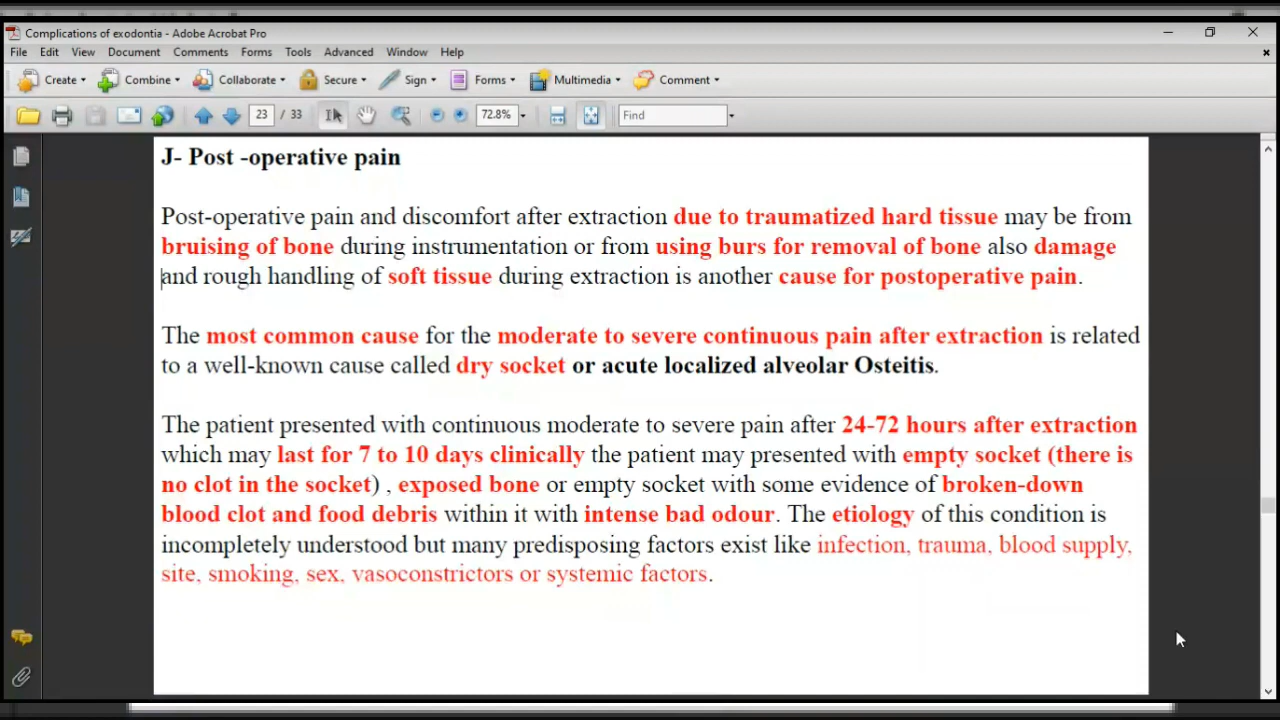 Complications of exodontia - Adobe Acrobat Pro
File Edit View Document Comments Forms Tools Advanced Window Help
Create Combine Collaborate Secure Sign Forms Multimedia Comment
23 / 33 72.8% Find
J- Post -operative pain
Post-operative pain and discomfort after extraction due to traumatized hard tissue may be from
bruising of bone during instrumentation or from using burs for removal of bone also damage
and rough handling of soft tissue during extraction is another cause for postoperative pain.
The most common cause for the moderate to severe continuous pain after extraction is related
to a well-known cause called dry socket or acute localized alveolar Osteitis.
The patient presented with continuous moderate to severe pain after 24-72 hours after extraction
which may last for 7 to 10 days clinically the patient may presented with empty socket (there is
no clot in the socket) , exposed bone or empty socket with some evidence of broken-down
blood clot and food debris within it with intense bad odour. The etiology of this condition is
incompletely understood but many predisposing factors exist like infection, trauma, blood supply,
site, smoking, sex, vasoconstrictors or systemic factors.